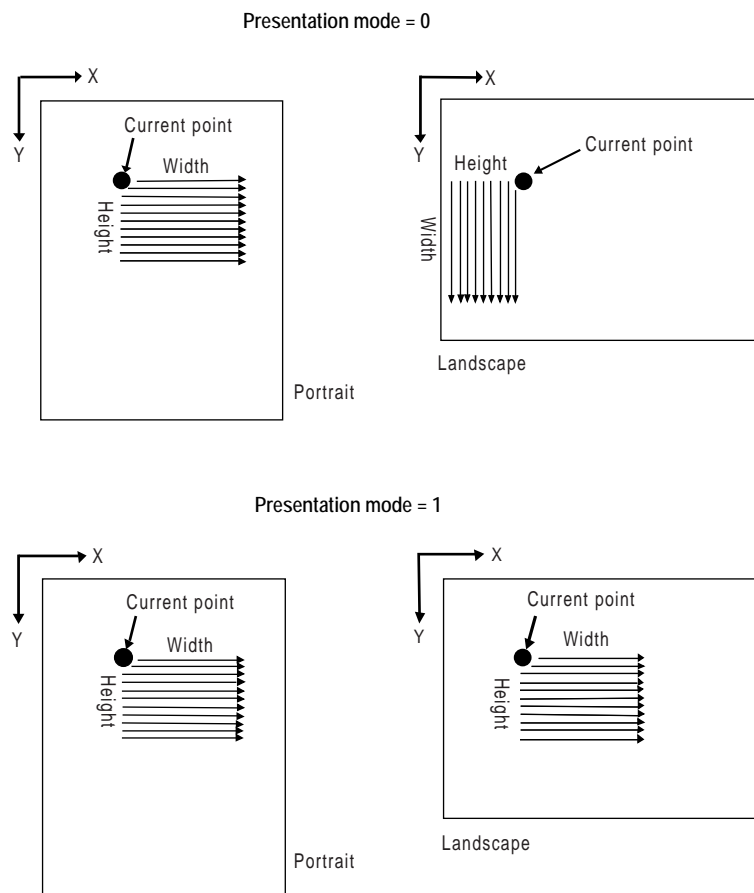 Presentation mode = 0
X
Y
Current point
Width
Height
Portrait
X
Y
Current point
Height
Width
Landscape
Presentation mode = 1
X
Y
Current point
Width
Height
Portrait
X
Y
Current point
Width
Height
Landscape